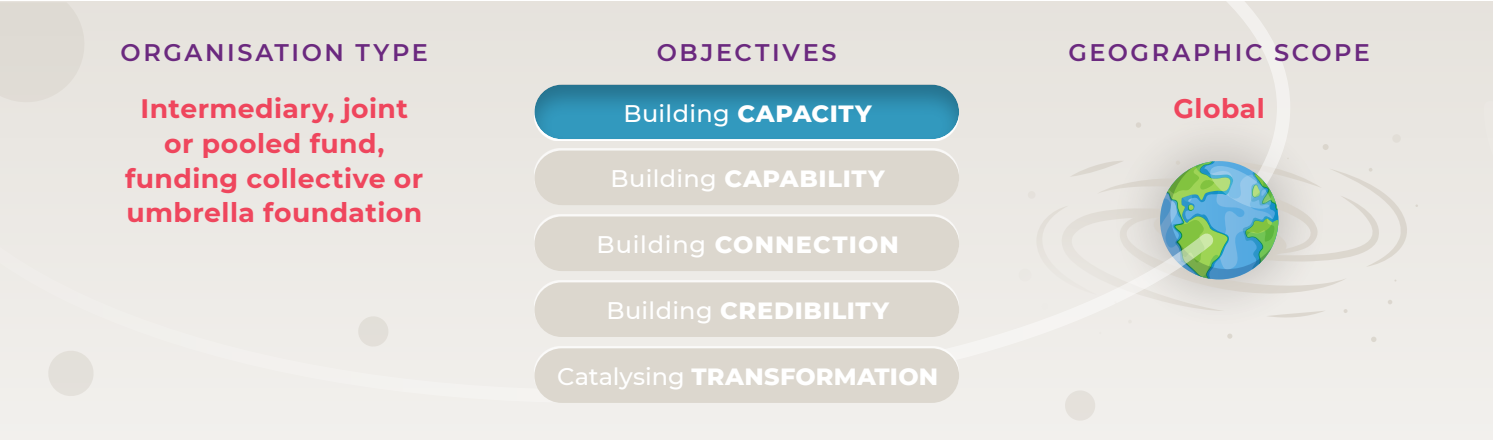 ORGANISATION TYPE
Intermediary, joint
or pooled fund,
funding collective or
umbrella foundation
OBJECTIVES
Building CAPACITY
Building CAPABILITY
Building CONNECTION
Building CREDIBILITY
Catalysing TRANSFORMATION
GEOGRAPHIC SCOPE
Global